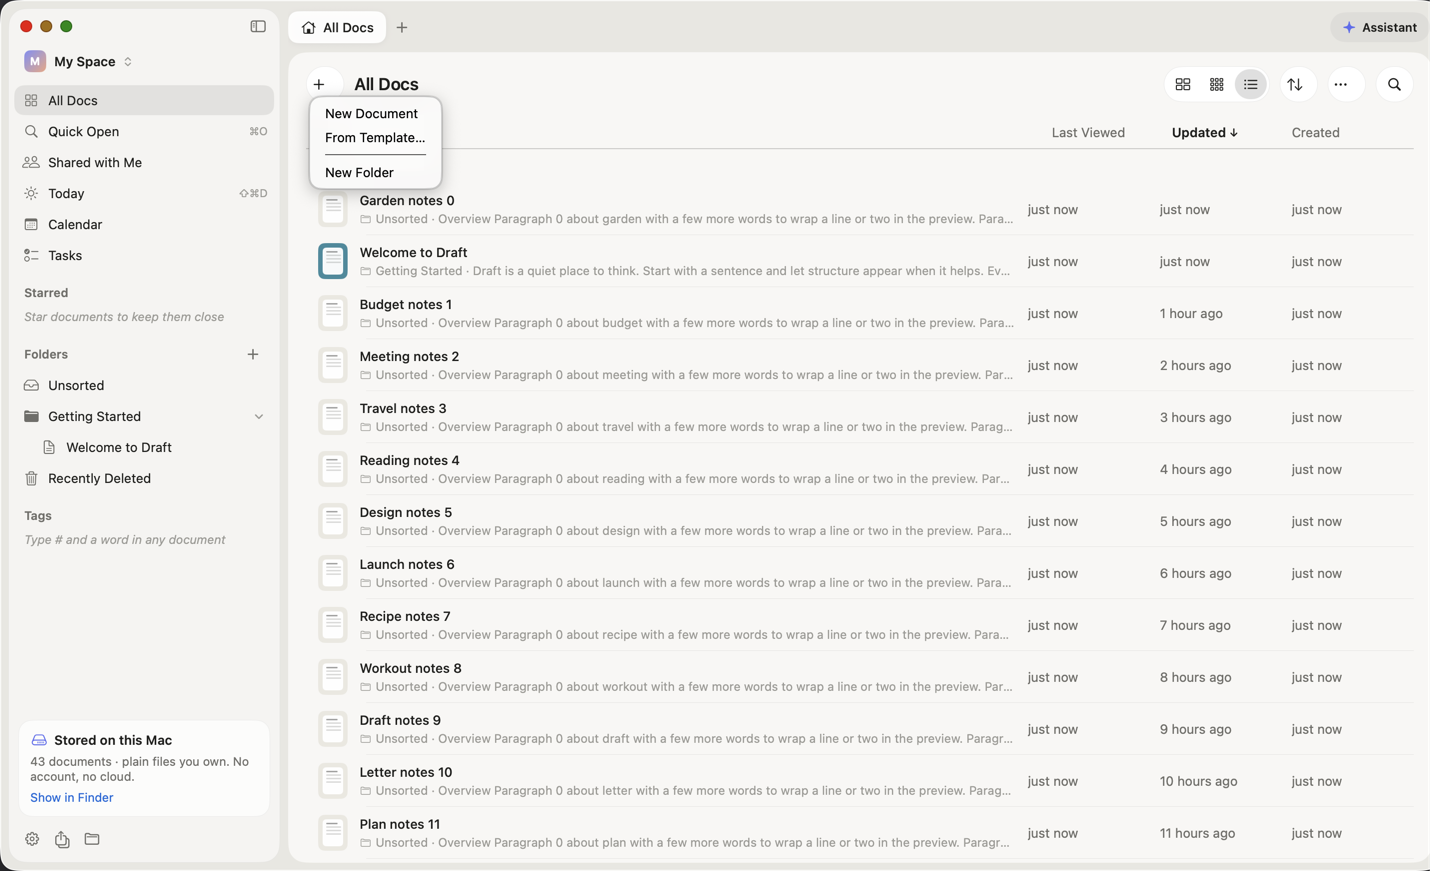 All Docs
Assistant
M My Space
All Docs
Quick Open ⌘O
Shared with Me
Today ⇧⌘D
Calendar
Tasks
Starred
Star documents to keep them close
Folders
Unsorted
Getting Started
Welcome to Draft
Recently Deleted
Tags
Type # and a word in any document
Stored on this Mac
43 documents · plain files you own. No
account, no cloud.
Show in Finder
All Docs
New Document
From Template...
New Folder
Last Viewed Updated ↓ Created
Garden notes 0
Unsorted · Overview Paragraph 0 about garden with a few more words to wrap a line or two in the preview. Para... just now just now just now
Welcome to Draft
Getting Started · Draft is a quiet place to think. Start with a sentence and let structure appear when it helps. Ev... just now just now just now
Budget notes 1
Unsorted · Overview Paragraph 0 about budget with a few more words to wrap a line or two in the preview. Para... just now 1 hour ago just now
Meeting notes 2
Unsorted · Overview Paragraph 0 about meeting with a few more words to wrap a line or two in the preview. Par... just now 2 hours ago just now
Travel notes 3
Unsorted · Overview Paragraph 0 about travel with a few more words to wrap a line or two in the preview. Parag... just now 3 hours ago just now
Reading notes 4
Unsorted · Overview Paragraph 0 about reading with a few more words to wrap a line or two in the preview. Par... just now 4 hours ago just now
Design notes 5
Unsorted · Overview Paragraph 0 about design with a few more words to wrap a line or two in the preview. Para... just now 5 hours ago just now
Launch notes 6
Unsorted · Overview Paragraph 0 about launch with a few more words to wrap a line or two in the preview. Para... just now 6 hours ago just now
Recipe notes 7
Unsorted · Overview Paragraph 0 about recipe with a few more words to wrap a line or two in the preview. Para... just now 7 hours ago just now
Workout notes 8
Unsorted · Overview Paragraph 0 about workout with a few more words to wrap a line or two in the preview. Par... just now 8 hours ago just now
Draft notes 9
Unsorted · Overview Paragraph 0 about draft with a few more words to wrap a line or two in the preview. Paragr... just now 9 hours ago just now
Letter notes 10
Unsorted · Overview Paragraph 0 about letter with a few more words to wrap a line or two in the preview. Parag... just now 10 hours ago just now
Plan notes 11
Unsorted · Overview Paragraph 0 about plan with a few more words to wrap a line or two in the preview. Paragr... just now 11 hours ago just now